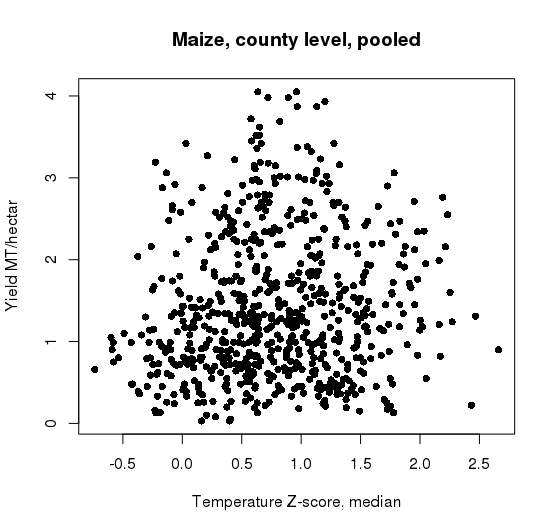 Maize, county level, pooled
Yield MT/hectar
4
3
2
1
0
-0.5 0.0 0.5 1.0 1.5 2.0 2.5
Temperature Z-score, median